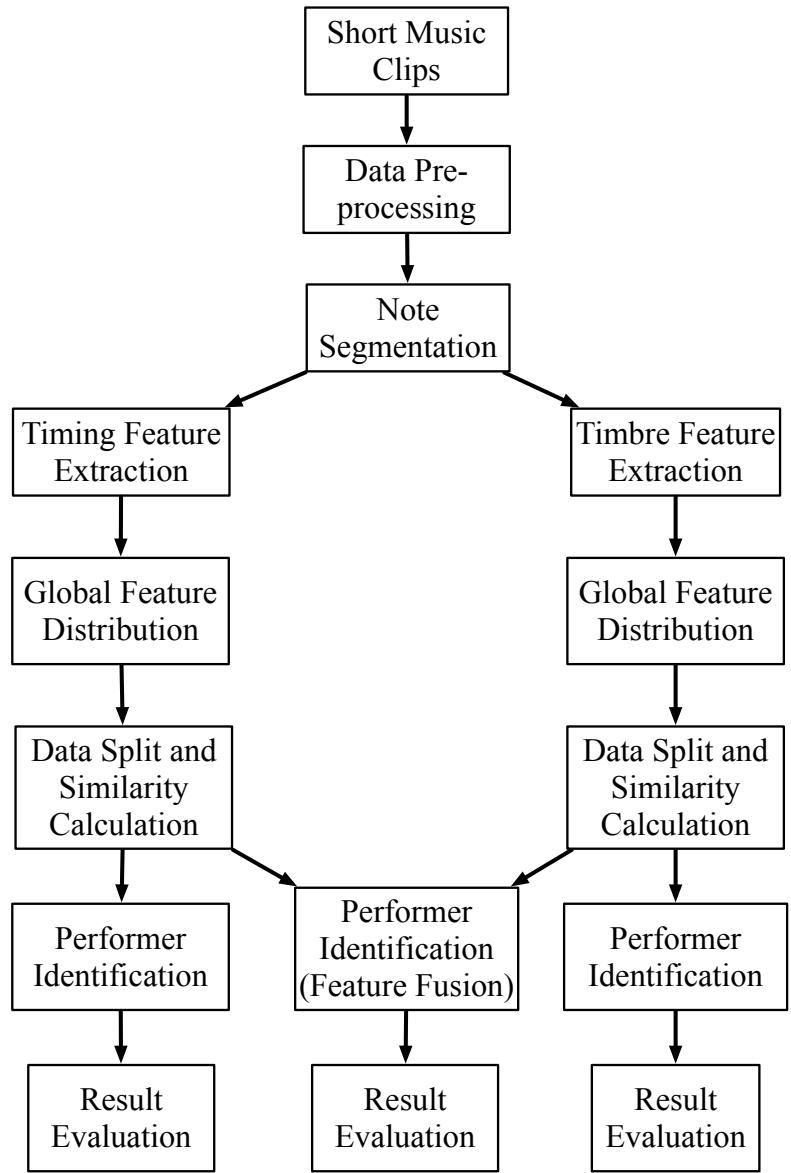 Short Music
Clips
Data Pre-
processing
Note
Segmentation
Timing Feature
Extraction
Timbre Feature
Extraction
Global Feature
Distribution
Global Feature
Distribution
Data Split and
Similarity
Calculation
Data Split and
Similarity
Calculation
Performer
Identification
Performer
Identification
(Feature Fusion)
Performer
Identification
Result
Evaluation
Result
Evaluation
Result
Evaluation